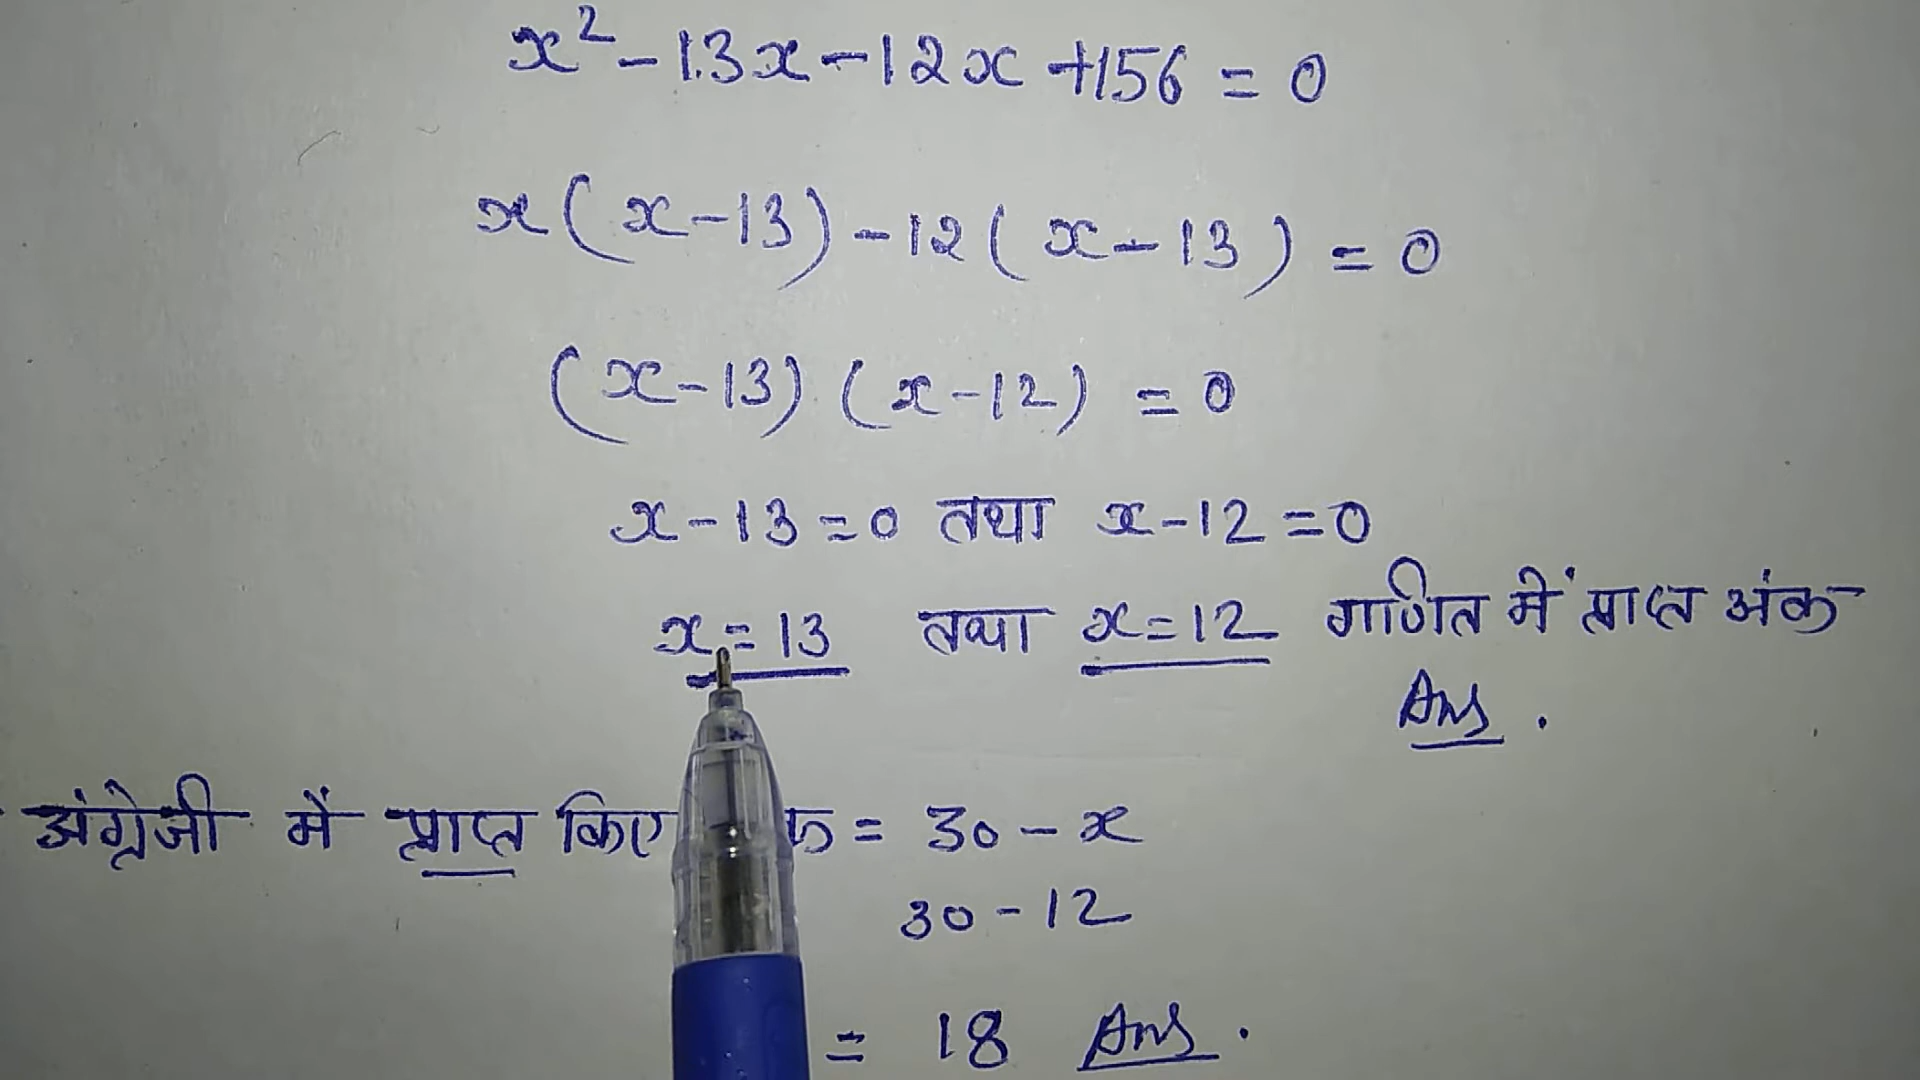 x² - 13x - 12x + 156 = 0
x(x-13) - 12(x-13) = 0
(x-13) (x-12) = 0
x-13=0 तथा x-12=0
x=13 तथा x=12 गणित में प्राप्त अंक
Ans.
अंग्रेजी में प्राप्त किए = 30-x
30-12
= 18 Ans.